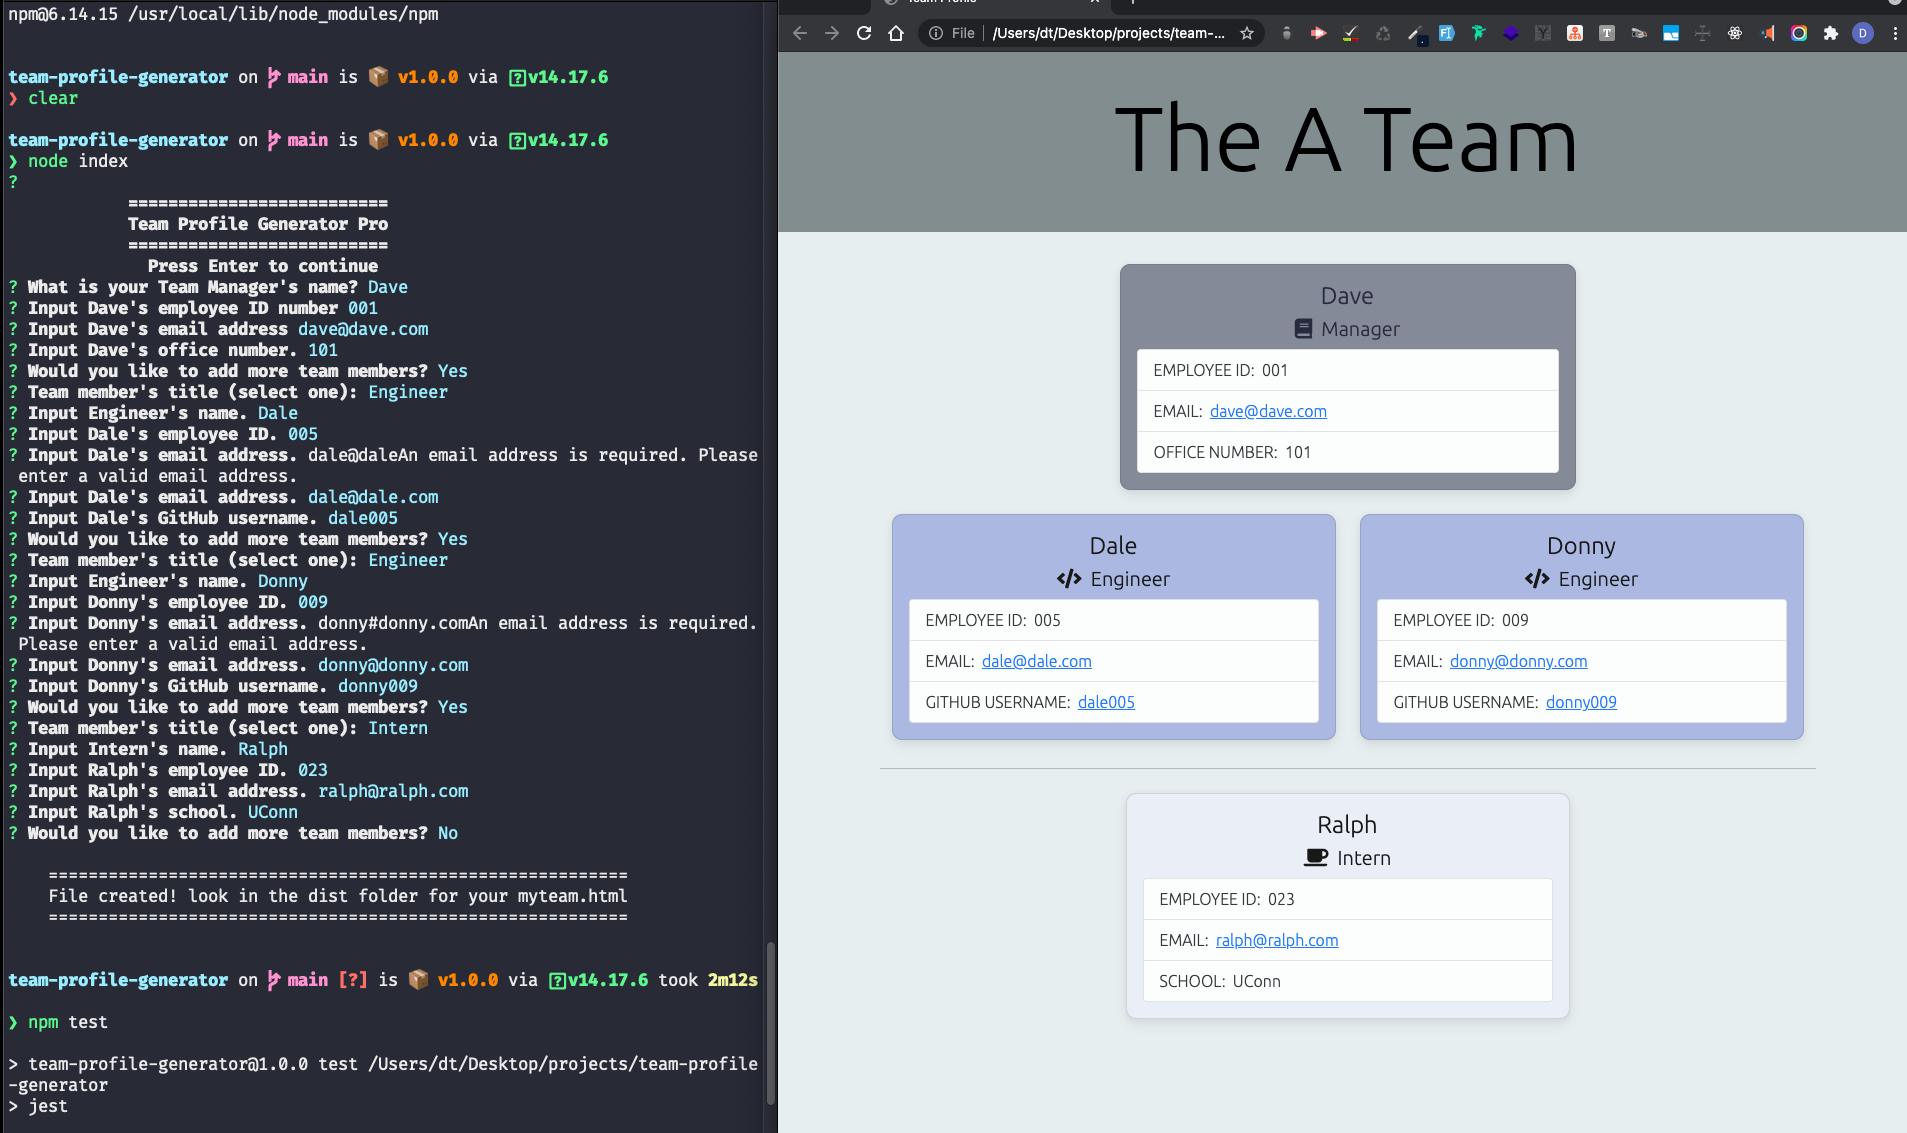 npm@6.14.15 /usr/local/lib/node_modules/npm
team-profile-generator on main is v1.0.0 via v14.17.6
❯ clear
team-profile-generator on main is v1.0.0 via v14.17.6
❯ node index
?
==========================
Team Profile Generator Pro
==========================
Press Enter to continue
? What is your Team Manager's name? Dave
? Input Dave's employee ID number 001
? Input Dave's email address dave@dave.com
? Input Dave's office number. 101
? Would you like to add more team members? Yes
? Team member's title (select one): Engineer
? Input Engineer's name. Dale
? Input Dale's employee ID. 005
? Input Dale's email address. dale@daleAn email address is required. Please
enter a valid email address.
? Input Dale's email address. dale@dale.com
? Input Dale's GitHub username. dale005
? Would you like to add more team members? Yes
? Team member's title (select one): Engineer
? Input Engineer's name. Donny
? Input Donny's employee ID. 009
? Input Donny's email address. donny#donny.comAn email address is required.
Please enter a valid email address.
? Input Donny's email address. donny@donny.com
? Input Donny's GitHub username. donny009
? Would you like to add more team members? Yes
? Team member's title (select one): Intern
? Input Intern's name. Ralph
? Input Ralph's employee ID. 023
? Input Ralph's email address. ralph@ralph.com
? Input Ralph's school. UConn
? Would you like to add more team members? No
==========================================================
File created! look in the dist folder for your myteam.html
==========================================================
team-profile-generator on main [?] is v1.0.0 via v14.17.6 took 2m12s
❯ npm test
> team-profile-generator@1.0.0 test /Users/dt/Desktop/projects/team-profile
-generator
> jest
File /Users/dt/Desktop/projects/team-...
D
The A Team
Dave
Manager
EMPLOYEE ID: 001
EMAIL: dave@dave.com
OFFICE NUMBER: 101
Dale
Engineer
EMPLOYEE ID: 005
EMAIL: dale@dale.com
GITHUB USERNAME: dale005
Donny
Engineer
EMPLOYEE ID: 009
EMAIL: donny@donny.com
GITHUB USERNAME: donny009
Ralph
Intern
EMPLOYEE ID: 023
EMAIL: ralph@ralph.com
SCHOOL: UConn